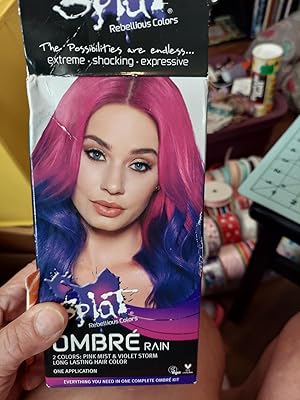 Splat®
Rebellious Colors
The Possibilities are endless...
extreme • shocking • expressive
Splat®
Rebellious Colors
OMBRÉ RAIN
2 COLORS: PINK MIST & VIOLET STORM
LONG LASTING HAIR COLOR
ONE APPLICATION
EVERYTHING YOU NEED IN ONE COMPLETE OMBRÉ KIT